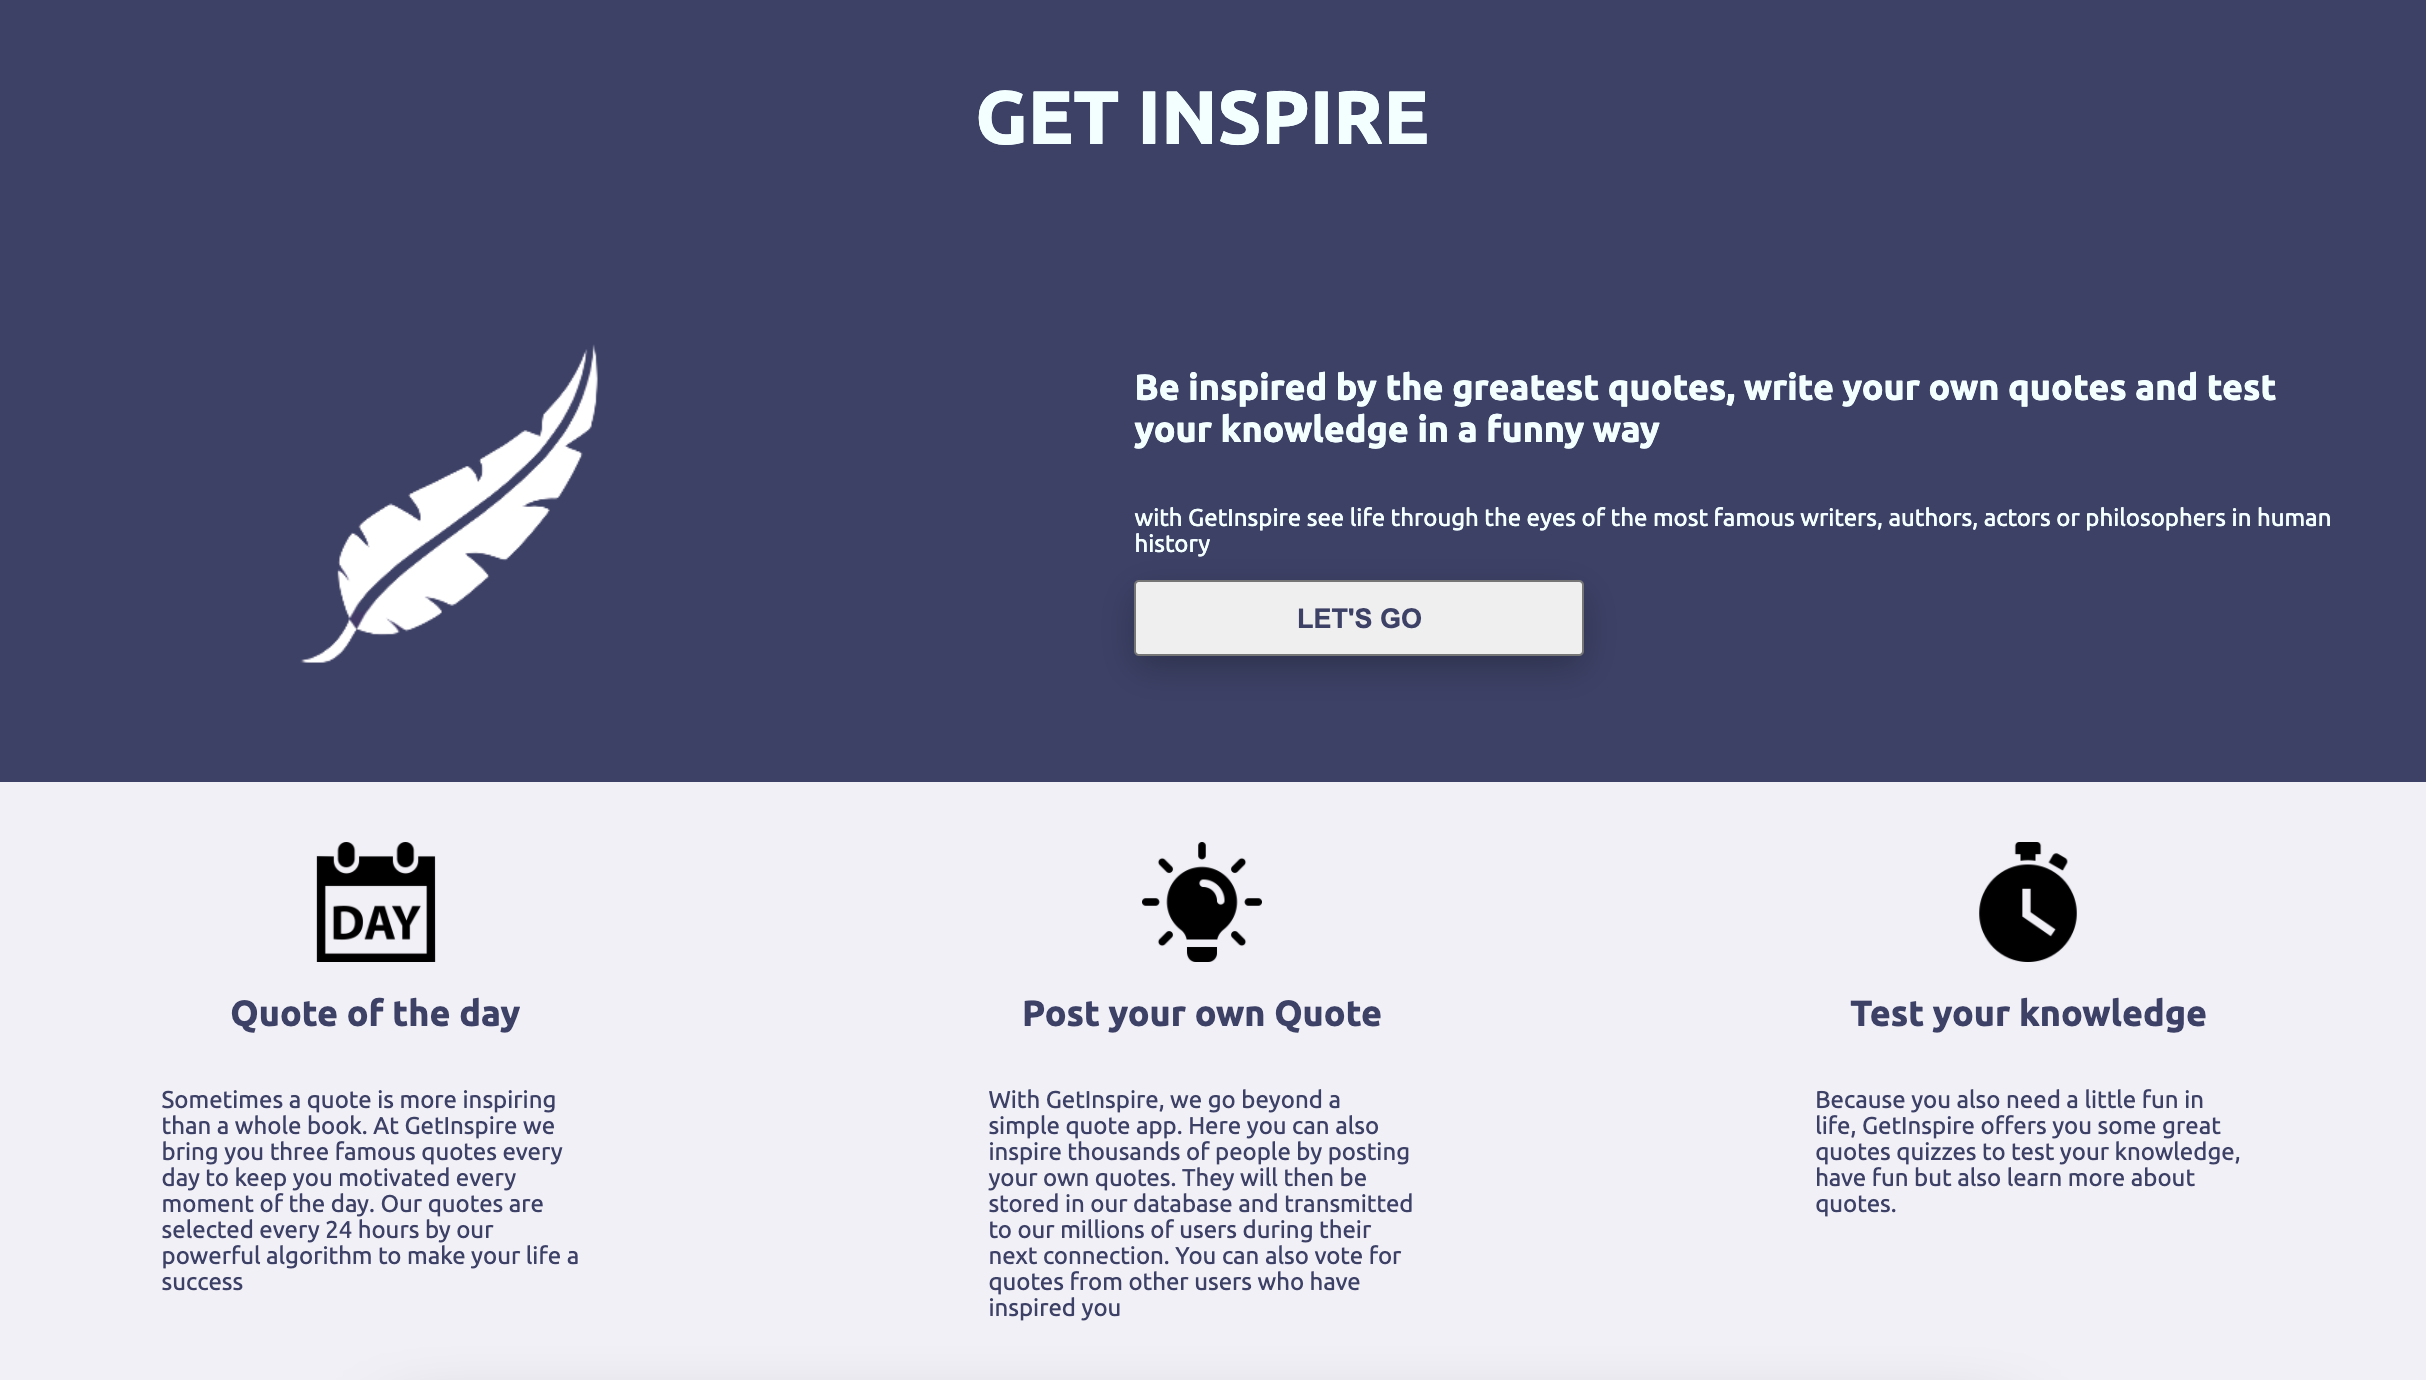 GET INSPIRE
Be inspired by the greatest quotes, write your own quotes and test
your knowledge in a funny way
with GetInspire see life through the eyes of the most famous writers, authors, actors or philosophers in human
history
LET'S GO
DAY
Quote of the day
Sometimes a quote is more inspiring
than a whole book. At GetInspire we
bring you three famous quotes every
day to keep you motivated every
moment of the day. Our quotes are
selected every 24 hours by our
powerful algorithm to make your life a
success
Post your own Quote
With GetInspire, we go beyond a
simple quote app. Here you can also
inspire thousands of people by posting
your own quotes. They will then be
stored in our database and transmitted
to our millions of users during their
next connection. You can also vote for
quotes from other users who have
inspired you
Test your knowledge
Because you also need a little fun in
life, GetInspire offers you some great
quotes quizzes to test your knowledge,
have fun but also learn more about
quotes.